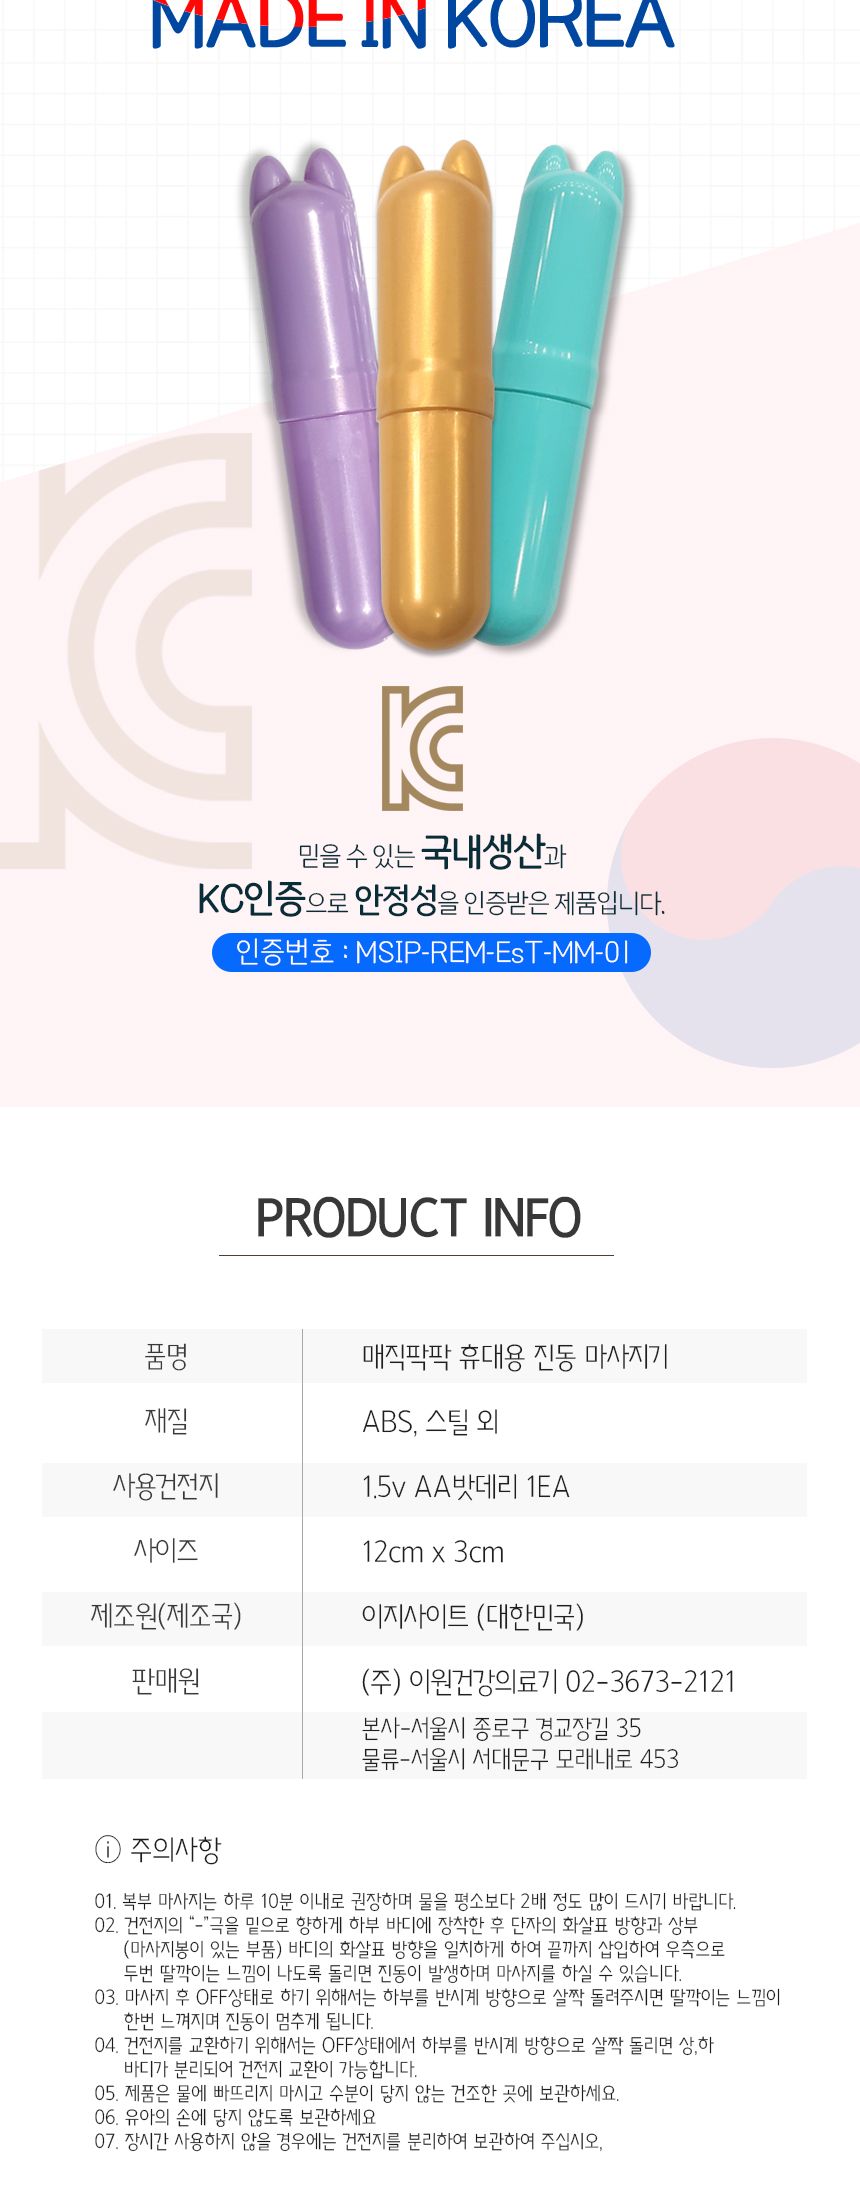 MADE IN KOREA
믿을 수 있는 국내생산과
KC인증으로 안정성을 인증받은 제품입니다.
인증번호 : MSIP-REM-EsT-MM-01
PRODUCT INFO
품명 매직팍팍 휴대용 진동 마사지기
재질 ABS, 스틸 외
사용건전지 1.5v AA밧데리 1EA
사이즈 12cm x 3cm
제조원(제조국) 이지사이트 (대한민국)
판매원 (주) 이원건강의료기 02-3673-2121
본사-서울시 종로구 경교장길 35
물류-서울시 서대문구 모래내로 453
ⓘ 주의사항
01. 복부 마사지는 하루 10분 이내로 권장하며 물을 평소보다 2배 정도 많이 드시기 바랍니다.
02. 건전지의 “-”극을 밑으로 향하게 하부 바디에 장착한 후 단자의 화살표 방향과 상부
(마사지봉이 있는 부품) 바디의 화살표 방향을 일치하게 하여 끝까지 삽입하여 우측으로
두번 딸깍이는 느낌이 나도록 돌리면 진동이 발생하며 마사지를 하실 수 있습니다.
03. 마사지 후 OFF상태로 하기 위해서는 하부를 반시계 방향으로 살짝 돌려주시면 딸깍이는 느낌이
한번 느껴지며 진동이 멈추게 됩니다.
04. 건전지를 교환하기 위해서는 OFF상태에서 하부를 반시계 방향으로 살짝 돌리면 상,하
바디가 분리되어 건전지 교환이 가능합니다.
05. 제품은 물에 빠뜨리지 마시고 수분이 닿지 않는 건조한 곳에 보관하세요.
06. 유아의 손에 닿지 않도록 보관하세요
07. 장시간 사용하지 않을 경우에는 건전지를 분리하여 보관하여 주십시오,